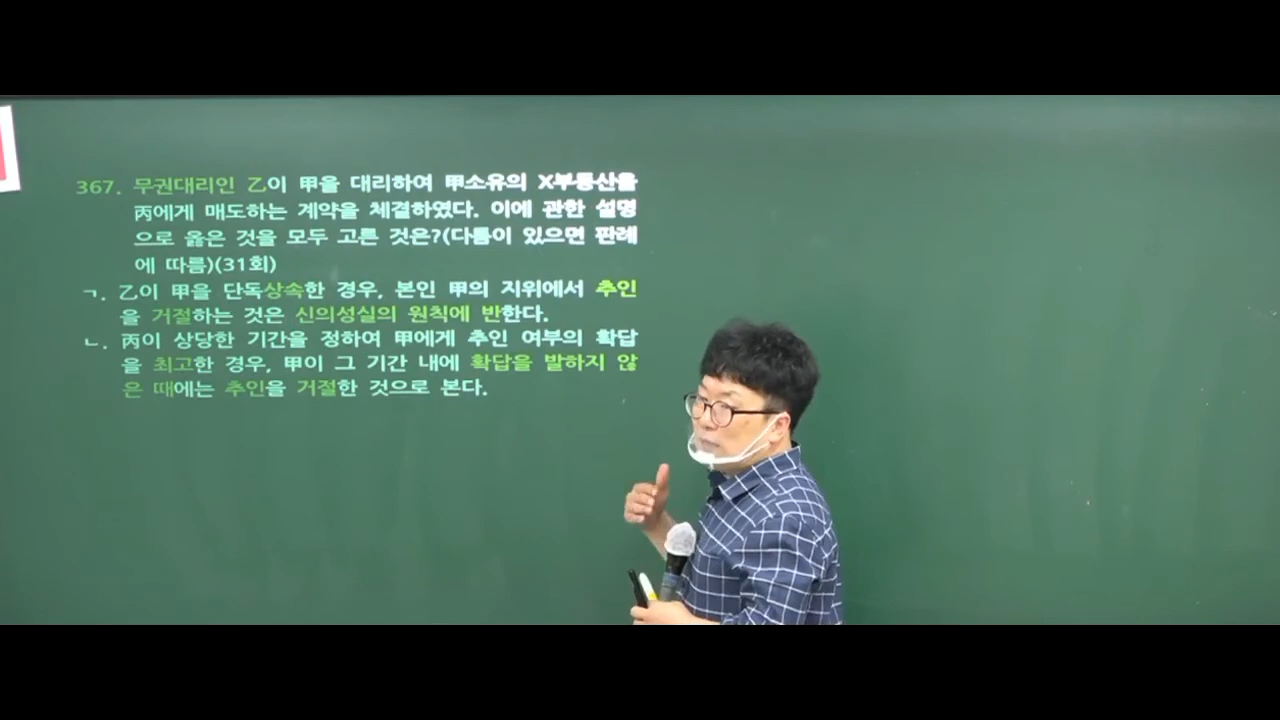 367. 무권대리인 乙이 甲을 대리하여 甲소유의 X부동산을
丙에게 매도하는 계약을 체결하였다. 이에 관한 설명
으로 옳은 것을 모두 고른 것은?(다툼이 있으면 판례
에 따름)(31회)
ㄱ. 乙이 甲을 단독상속한 경우, 본인 甲의 지위에서 추인
을 거절하는 것은 신의성실의 원칙에 반한다.
ㄴ. 丙이 상당한 기간을 정하여 甲에게 추인 여부의 확답
을 최고한 경우, 甲이 그 기간 내에 확답을 발하지 않
은 때에는 추인을 거절한 것으로 본다.